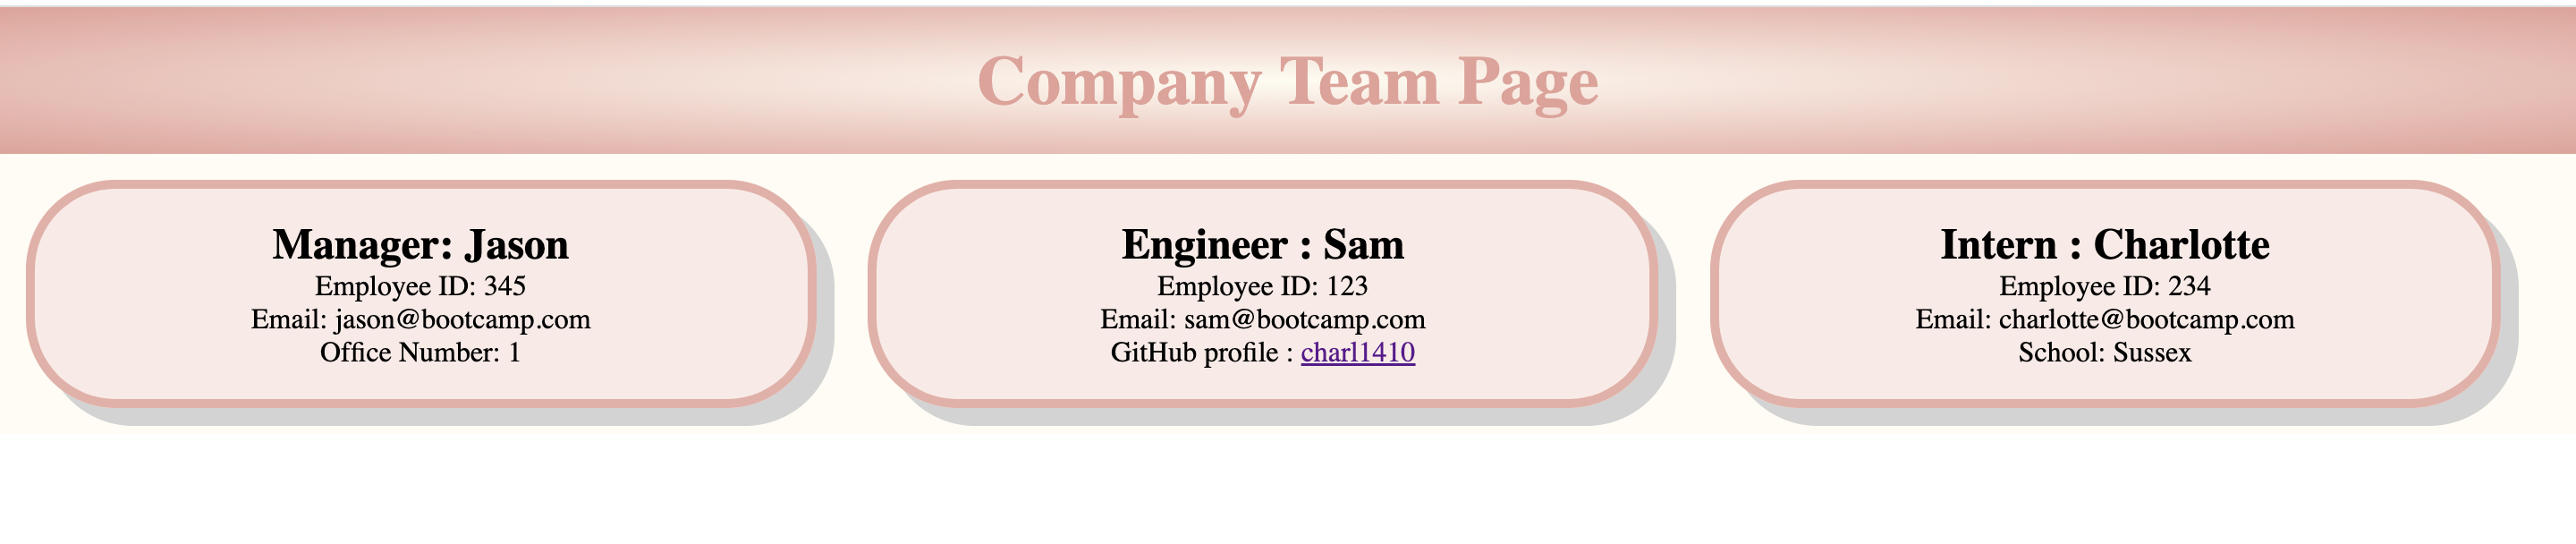 Company Team Page
Manager: Jason
Employee ID: 345
Email: jason@bootcamp.com
Office Number: 1
Engineer : Sam
Employee ID: 123
Email: sam@bootcamp.com
GitHub profile : charl1410
Intern : Charlotte
Employee ID: 234
Email: charlotte@bootcamp.com
School: Sussex